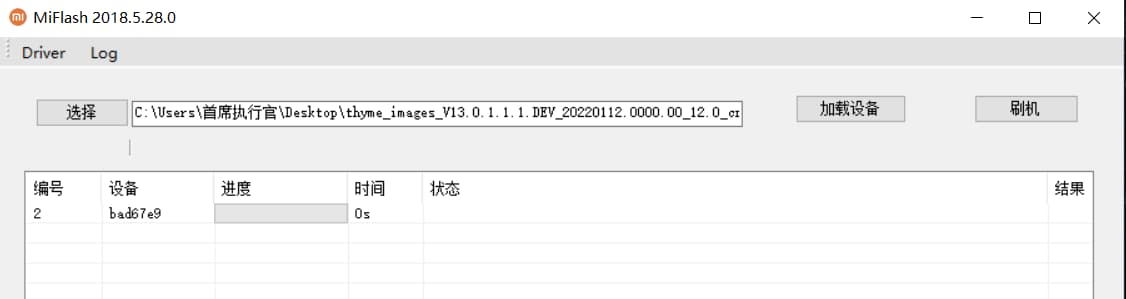 MiFlash 2018.5.28.0
Driver Log
选择 C:\Users\首席执行官\Desktop\thyme_images_V13.0.1.1.1.DEV_20220112.0000.00_12.0_cr 加载设备 刷机
编号 设备 进度 时间 状态 结果
2 bad67e9 0s